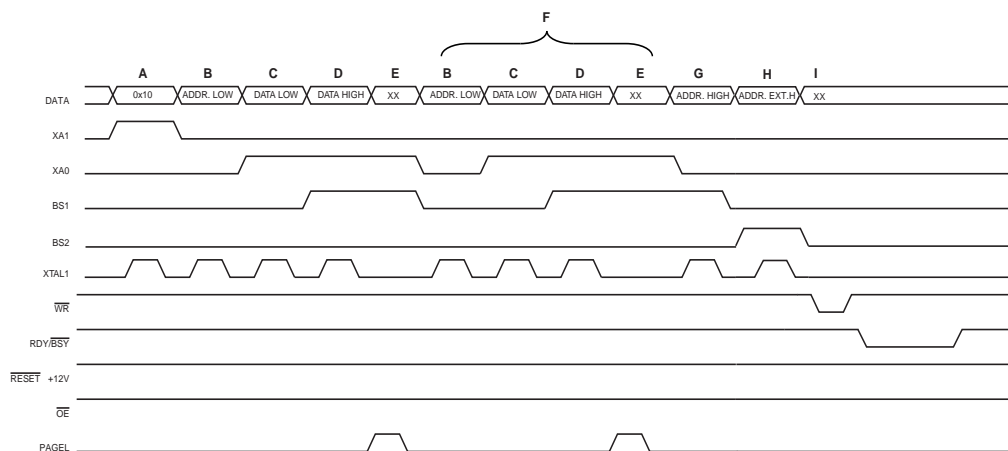 F
A B C D E B C D E G H I
DATA 0x10 ADDR. LOW DATA LOW DATA HIGH XX ADDR. LOW DATA LOW DATA HIGH XX ADDR. HIGH ADDR. EXT.H XX
XA1
XA0
BS1
BS2
XTAL1
WR
RDY/BSY
RESET +12V
OE
PAGEL